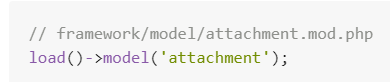 // framework/model/attachment.mod.php
load()->model('attachment');